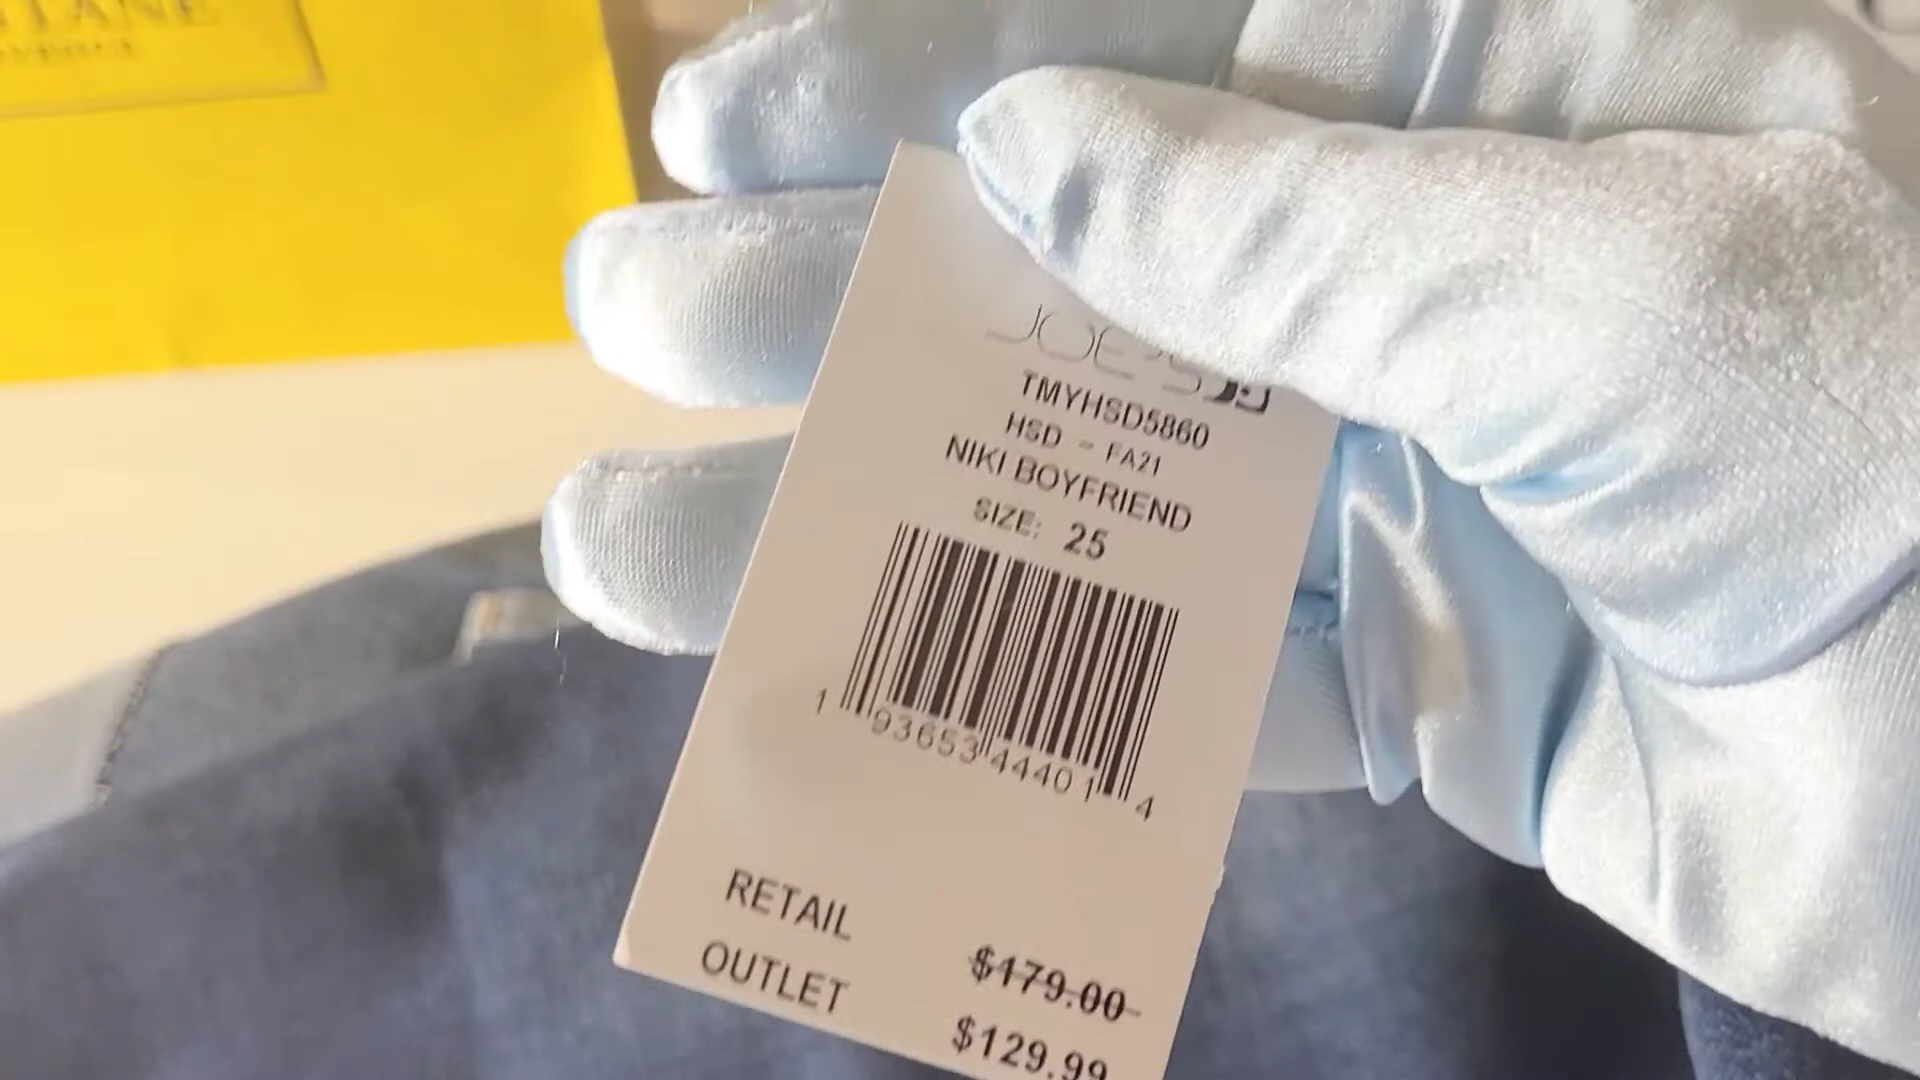 JOE'S
TMYHSD5860
HSD - FA21
NIKI BOYFRIEND
SIZE: 25
1 93653 44401 4
RETAIL $179.00
OUTLET $129.99